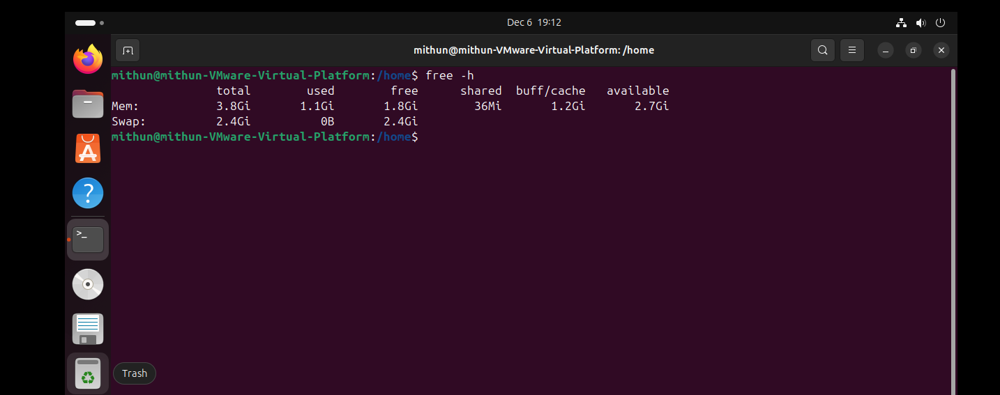 Dec 6 19:12
mithun@mithun-VMware-Virtual-Platform: /home
mithun@mithun-VMware-Virtual-Platform:/home$ free -h
total used free shared buff/cache available
Mem: 3.8Gi 1.1Gi 1.8Gi 36Mi 1.2Gi 2.7Gi
Swap: 2.4Gi 0B 2.4Gi
mithun@mithun-VMware-Virtual-Platform:/home$
Trash